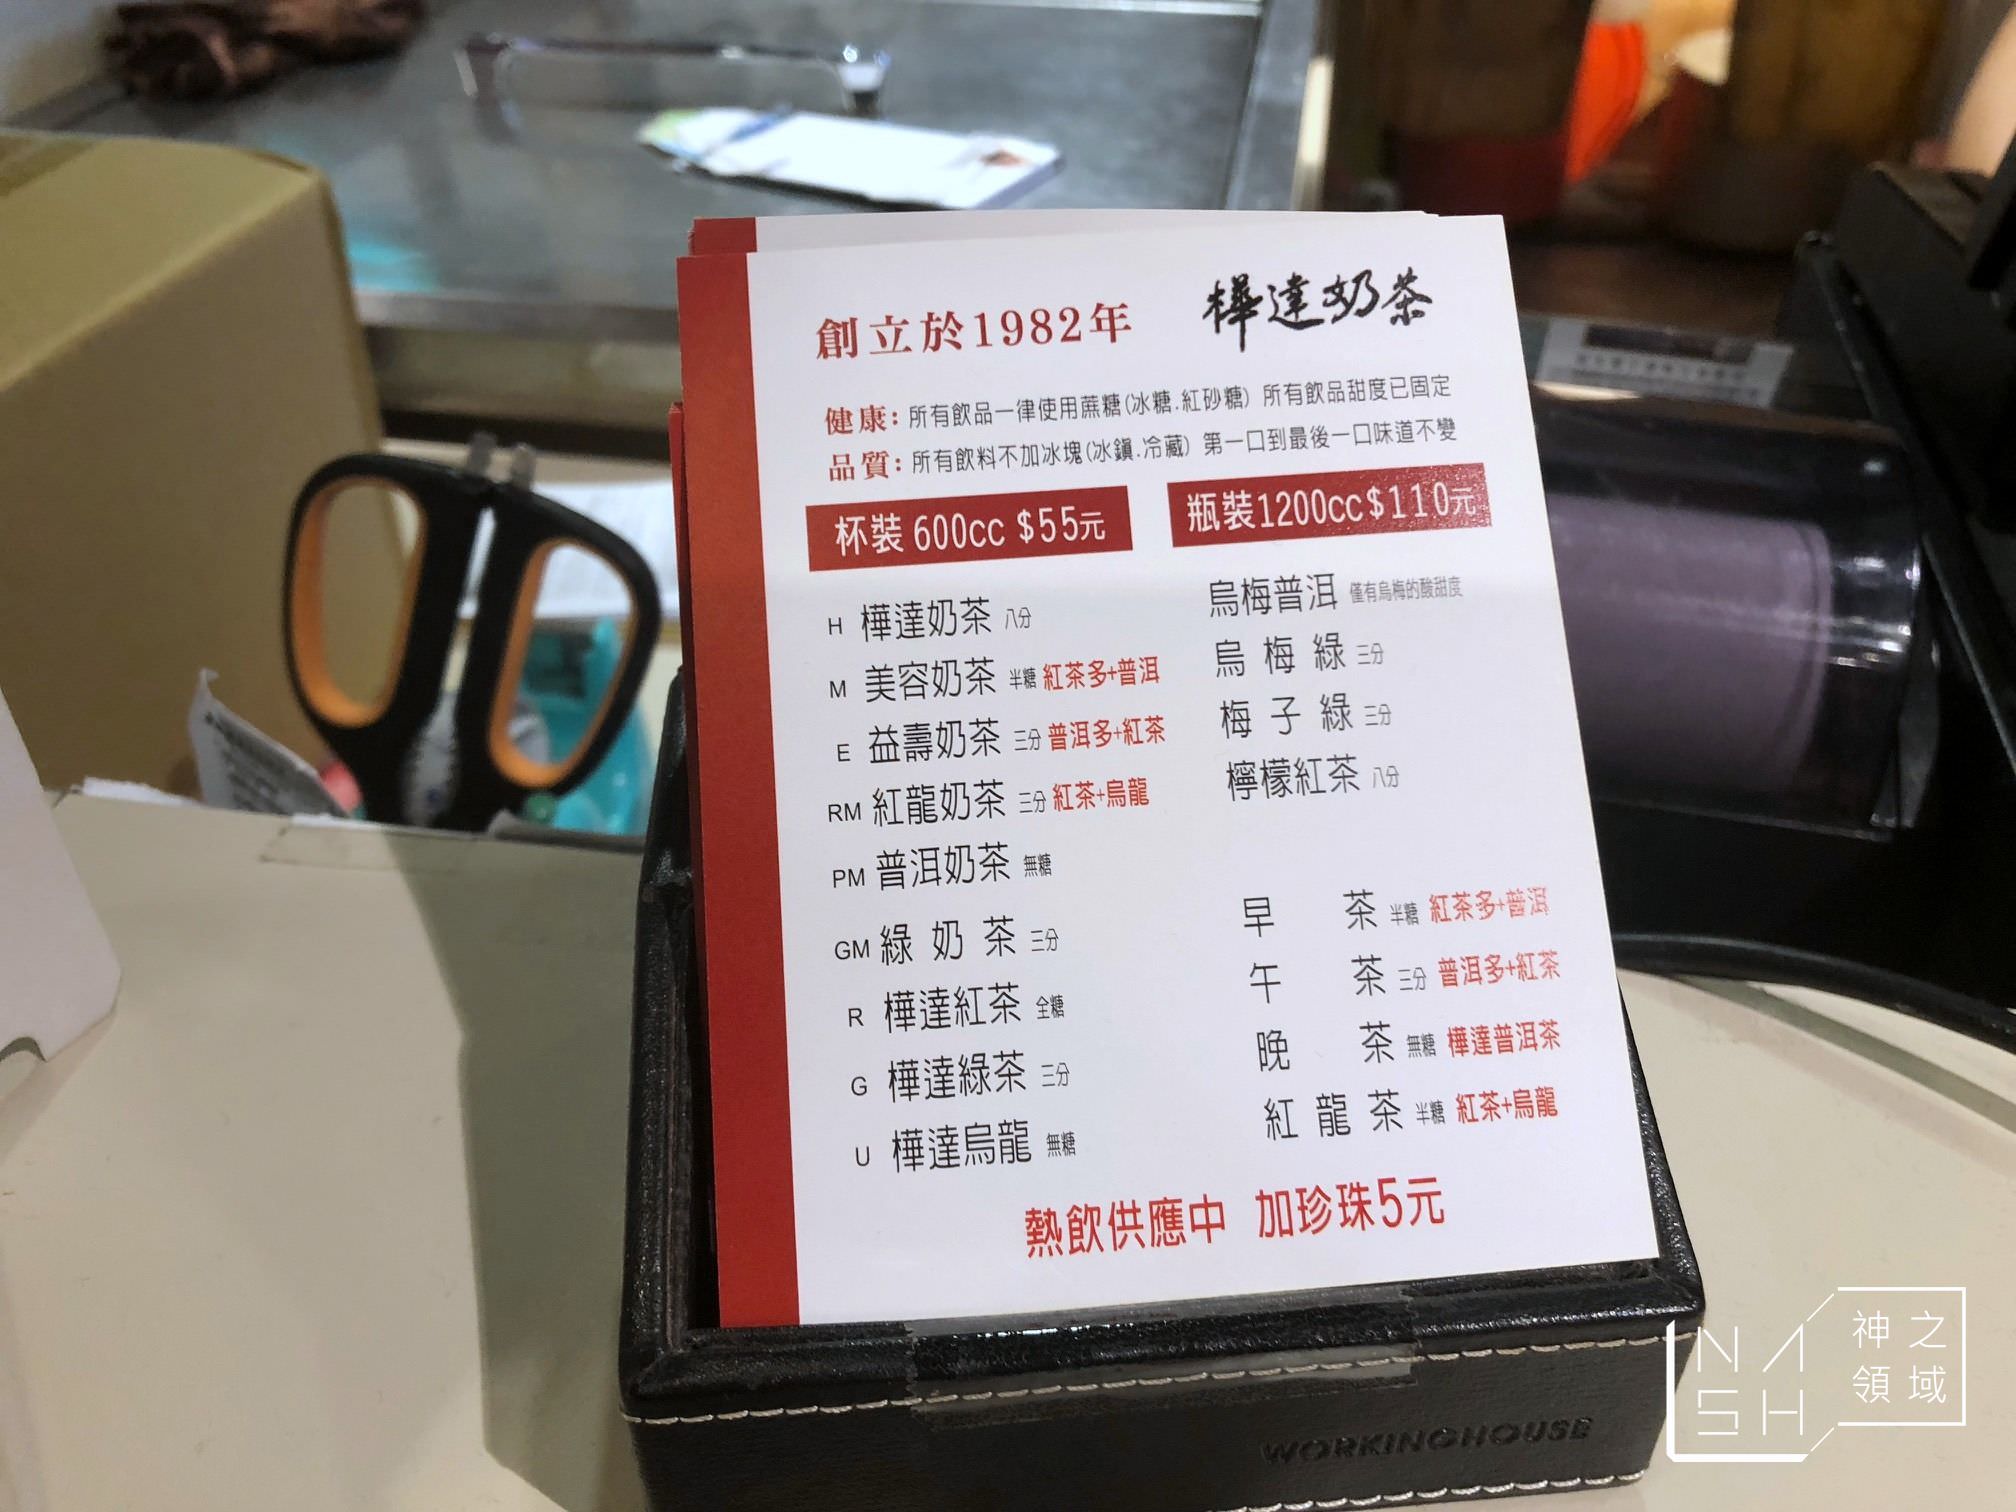 創立於1982年 樺達奶茶
健康: 所有飲品一律使用蔗糖(冰糖.紅砂糖) 所有飲品甜度已固定
品質: 所有飲料不加冰塊(冰鎮.冷藏) 第一口到最後一口味道不變
杯裝 600cc $55元
瓶裝1200cc$110元
H 樺達奶茶 八分
M 美容奶茶 半糖 紅茶多+普洱
E 益壽奶茶 三分 普洱多+紅茶
RM 紅龍奶茶 三分 紅茶+烏龍
PM 普洱奶茶 無糖
GM 綠奶茶 三分
R 樺達紅茶 全糖
G 樺達綠茶 三分
U 樺達烏龍 無糖
烏梅普洱 僅有烏梅的酸甜度
烏梅綠 三分
梅子綠 三分
檸檬紅茶 八分
早茶 半糖 紅茶多+普洱
午茶 三分 普洱多+紅茶
晚茶 無糖 樺達普洱茶
紅龍茶 半糖 紅茶+烏龍
熱飲供應中 加珍珠5元
WORKINGHOUSE
NASH
神之領域